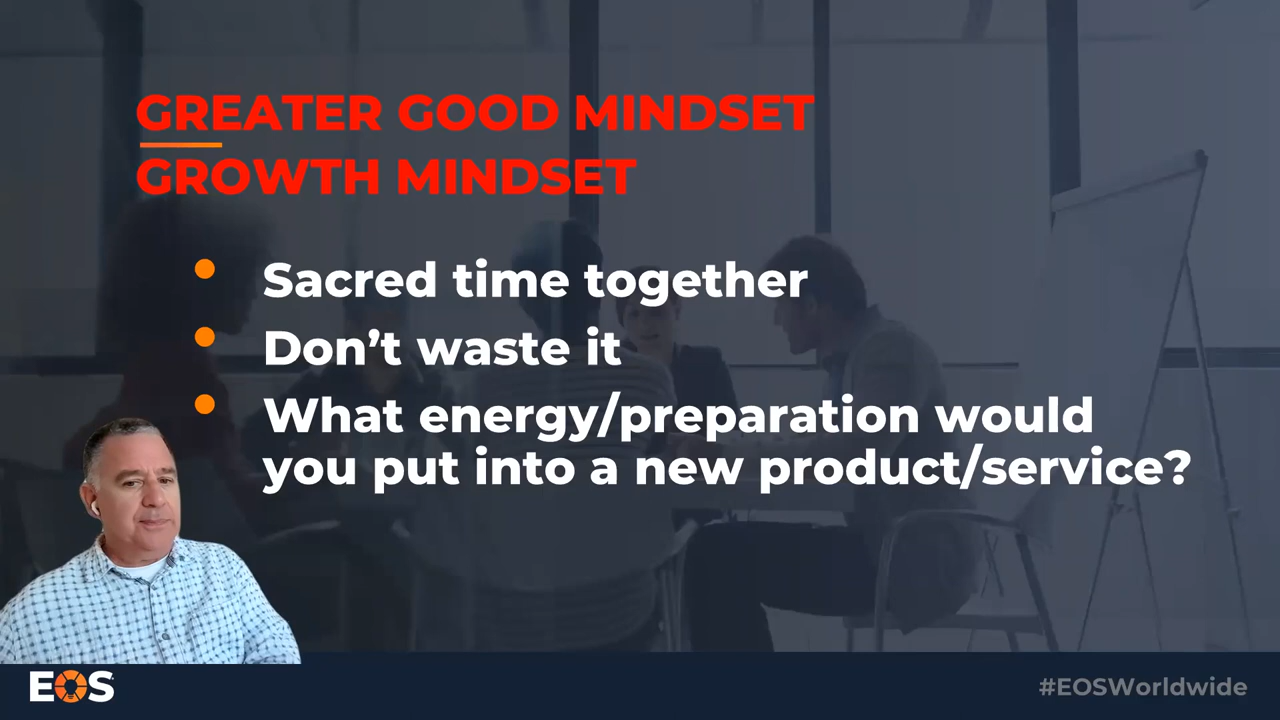 GREATER GOOD MINDSET
GROWTH MINDSET
Sacred time together
Don’t waste it
What energy/preparation would
you put into a new product/service?
EOS
#EOSWorldwide